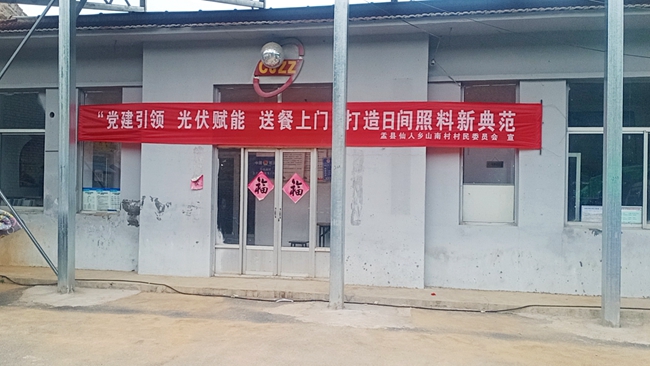 “党建引领 光伏赋能 送餐上门 打造日间照料新典范
盂县仙人乡山南村村民委员会 宣
福 福